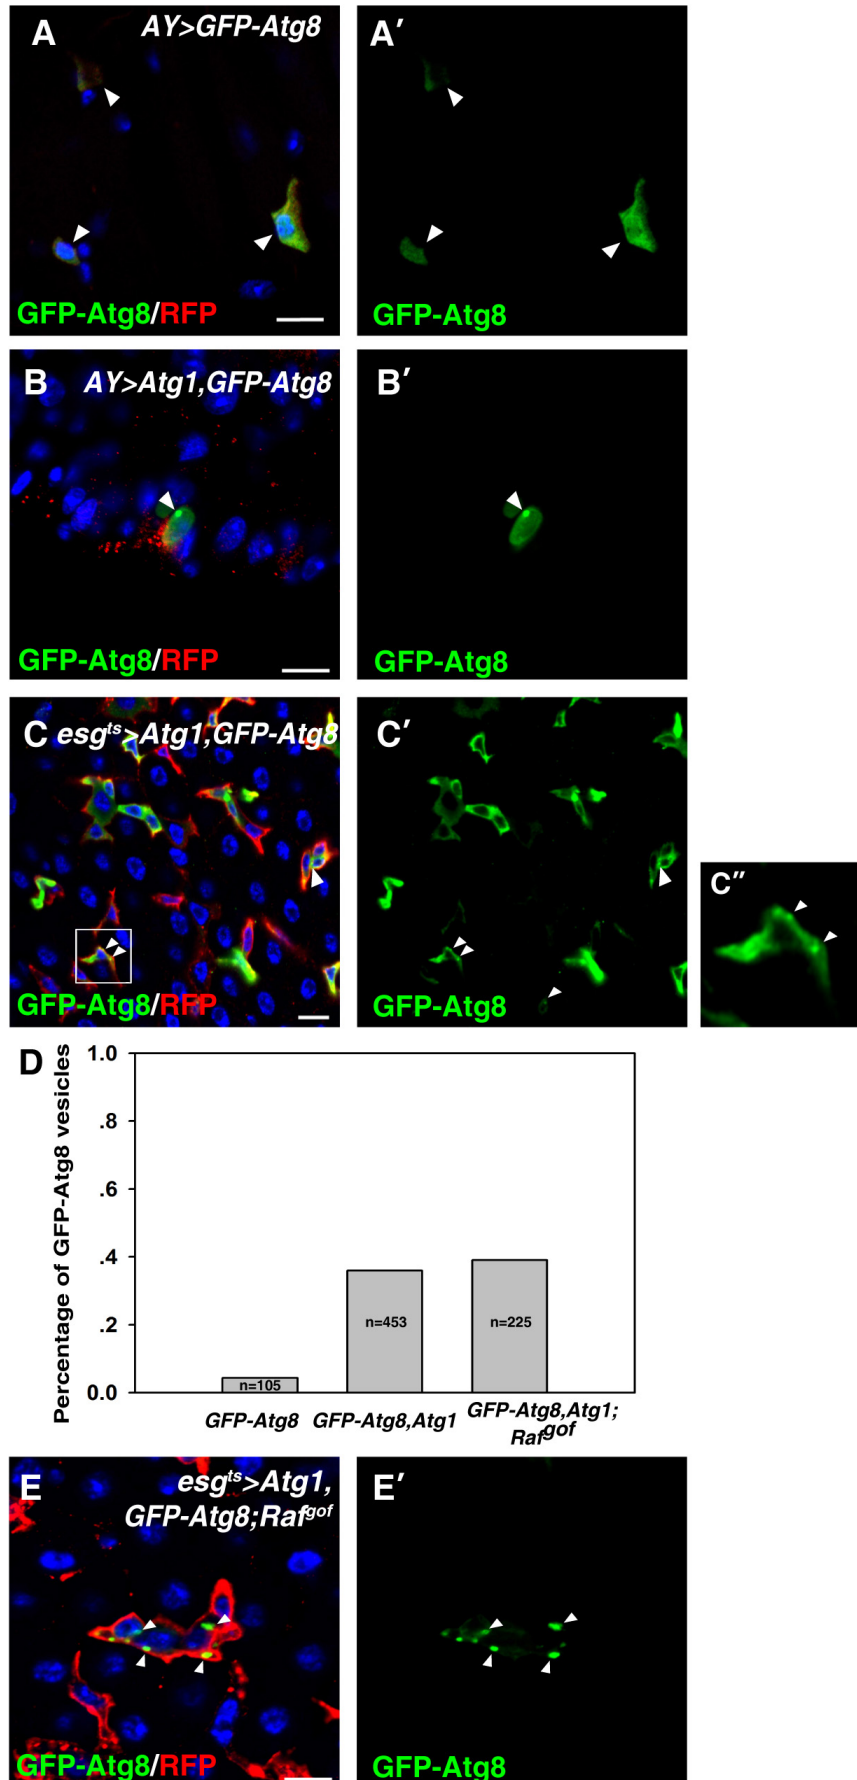 A AY>GFP-Atg8
GFP-Atg8/RFP
A′
GFP-Atg8
B AY>Atg1,GFP-Atg8
GFP-Atg8/RFP
B′
GFP-Atg8
C esgts>Atg1,GFP-Atg8
GFP-Atg8/RFP
C′
GFP-Atg8
C″
D
Percentage of GFP-Atg8 vesicles
1.0
.8
.6
.4
.2
0.0
n=105
n=453
n=225
GFP-Atg8
GFP-Atg8,Atg1
GFP-Atg8,Atg1;
Rafgof
E esgts>Atg1,
GFP-Atg8;Rafgof
GFP-Atg8/RFP
E′
GFP-Atg8